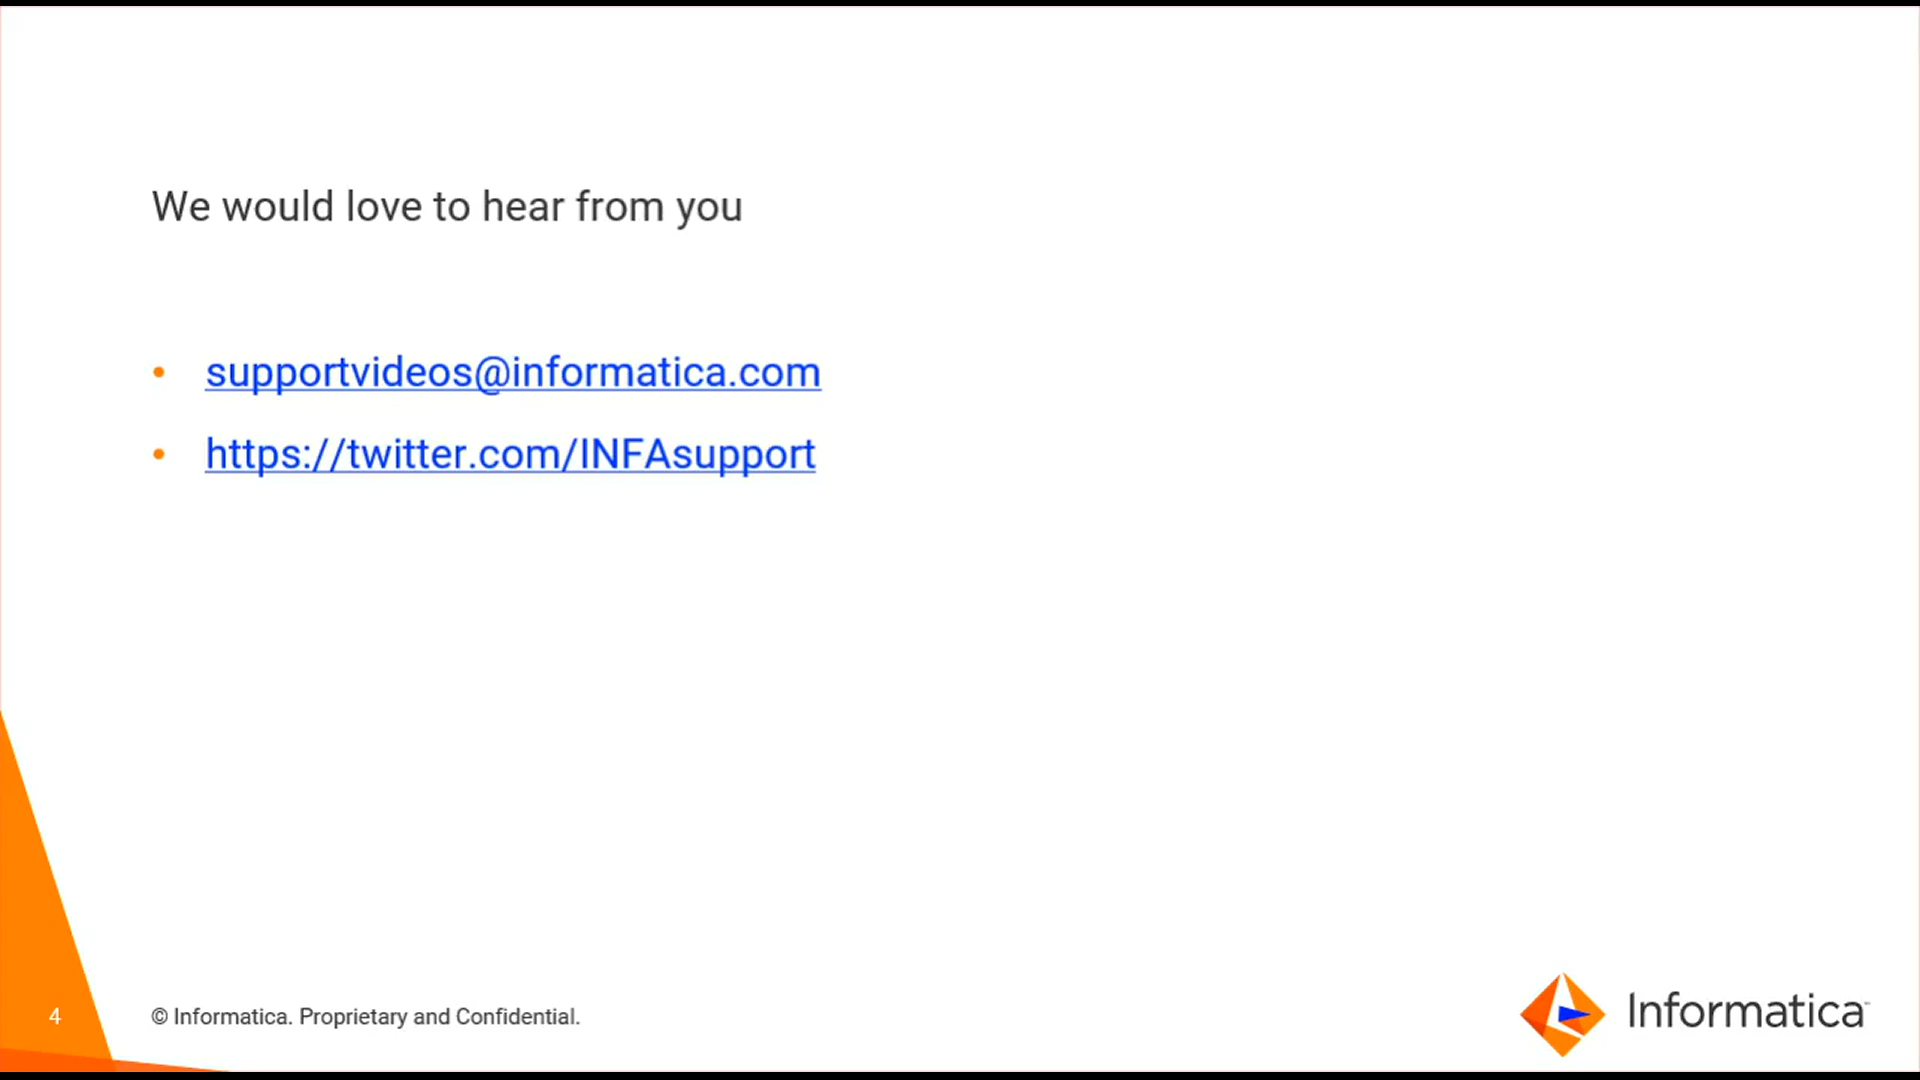 We would love to hear from you
• supportvideos@informatica.com
• https://twitter.com/INFAsupport
4
© Informatica. Proprietary and Confidential.
Informatica™